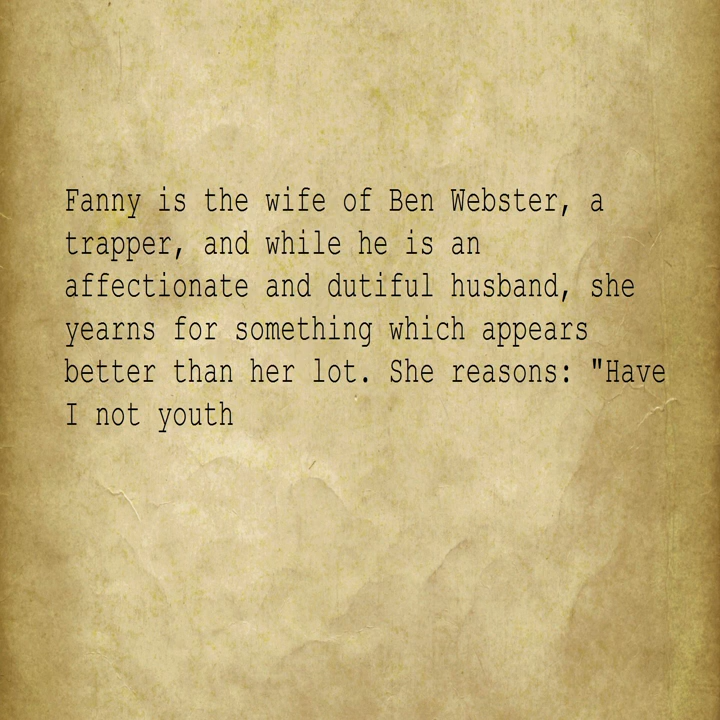 Fanny is the wife of Ben Webster, a
trapper, and while he is an
affectionate and dutiful husband, she
yearns for something which appears
better than her lot. She reasons: "Have
I not youth